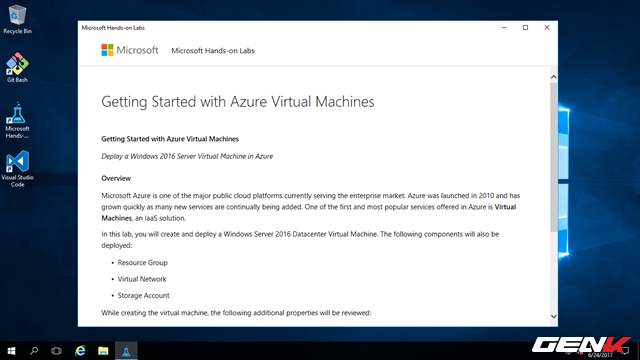 Recycle Bin
Git Bash
Microsoft
Hands-...
Visual Studio
Code
Microsoft Hands-on Labs
Microsoft
Microsoft Hands-on Labs
Getting Started with Azure Virtual Machines
Getting Started with Azure Virtual Machines
Deploy a Windows 2016 Server Virtual Machine in Azure
Overview
Microsoft Azure is one of the major public cloud platforms currently serving the enterprise market. Azure was launched in 2010 and has
grown quickly as many new services are continually being added. One of the first and most popular services offered in Azure is Virtual
Machines, an IaaS solution.
In this lab, you will create and deploy a Windows Server 2016 Datacenter Virtual Machine. The following components will also be
deployed:
• Resource Group
• Virtual Network
• Storage Account
While creating the virtual machine, the following additional properties will be reviewed:
6/24/2017
GENK